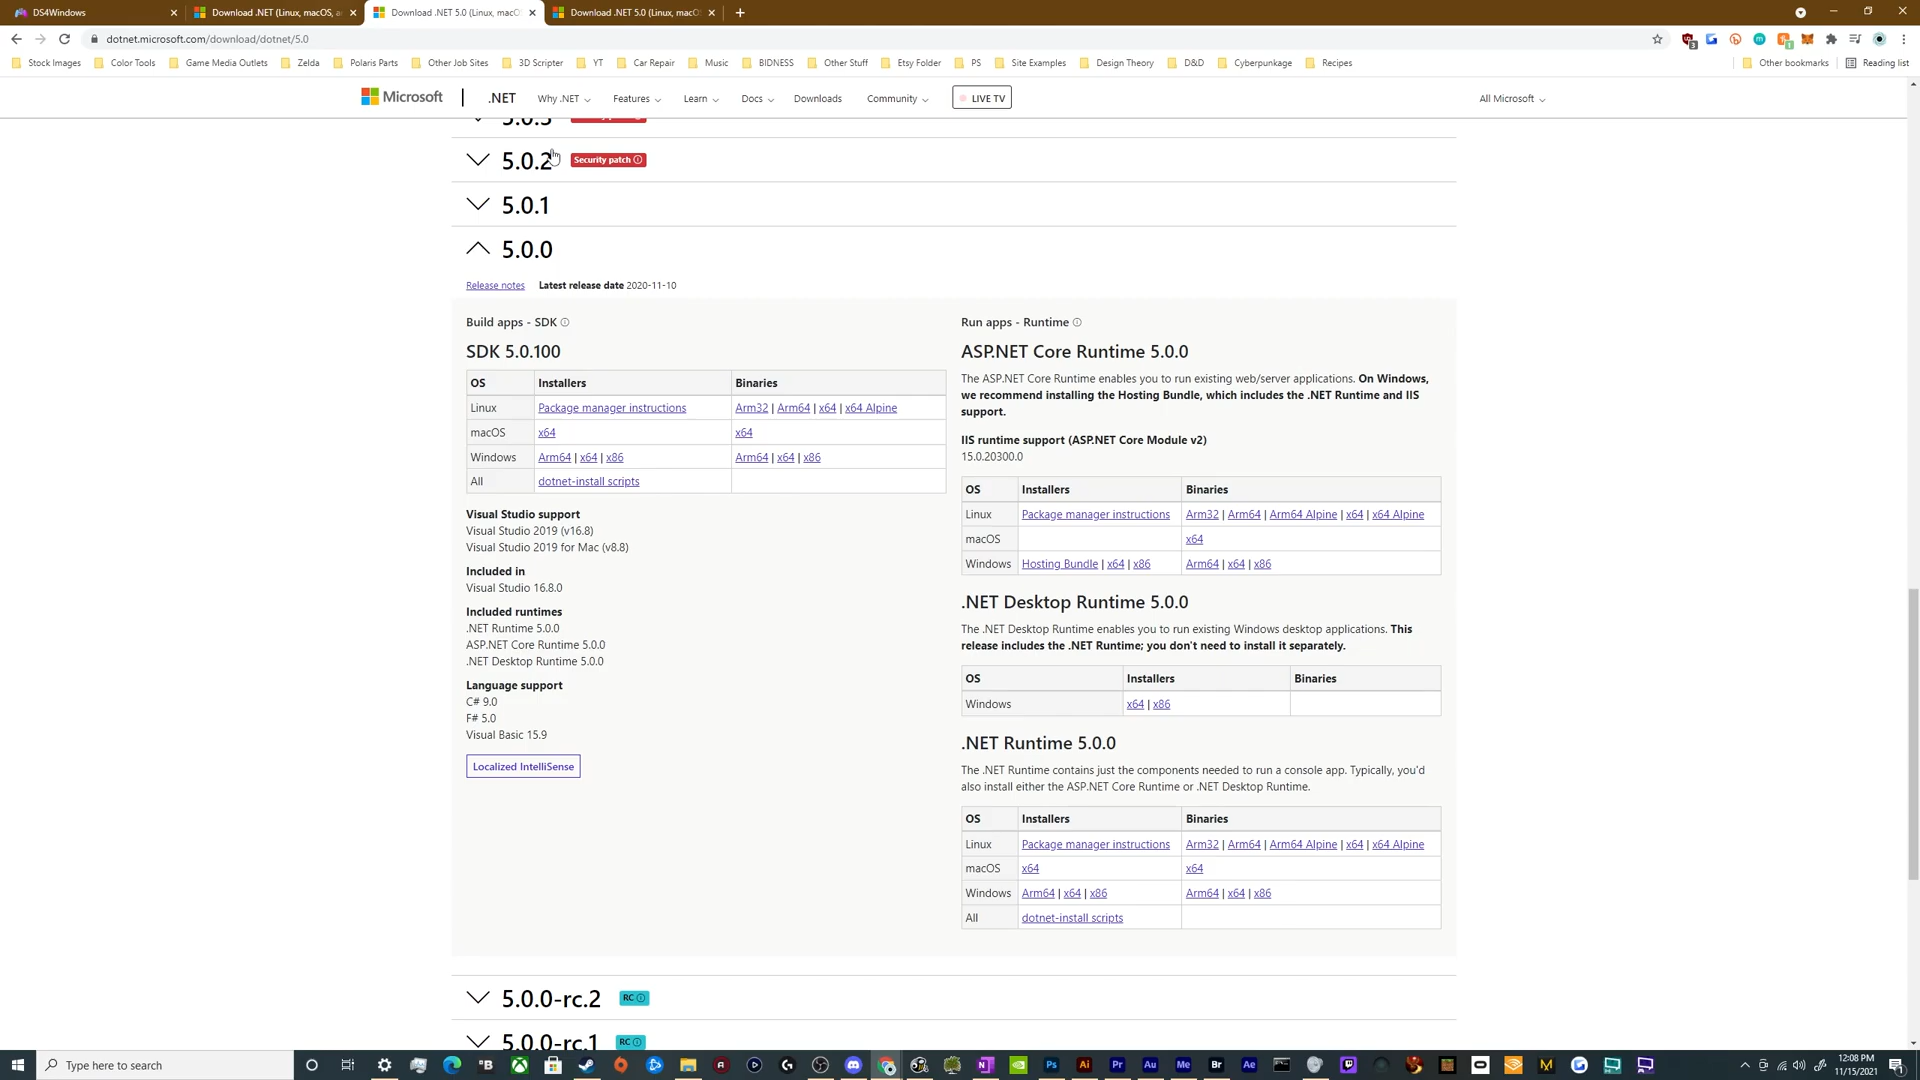 DS4Windows
Download .NET (Linux, macOS, a
Download .NET 5.0 (Linux, macO
Download .NET 5.0 (Linux, macO
dotnet.microsoft.com/download/dotnet/5.0
Stock Images
Color Tools
Game Media Outlets
Zelda
Polaris Parts
Other Job Sites
3D Scripter
YT
Car Repair
Music
BIDNESS
Other Stuff
Etsy Folder
PS
Site Examples
Design Theory
D&D
Cyberpunkage
Recipes
Other bookmarks
Reading list
Microsoft
.NET
Why .NET
Features
Learn
Docs
Downloads
Community
LIVE TV
All Microsoft
5.0.3
5.0.2
Security patch
5.0.1
5.0.0
Release notes
Latest release date 2020-11-10
Build apps - SDK
SDK 5.0.100
OS Installers Binaries
Linux Package manager instructions Arm32 | Arm64 | x64 | x64 Alpine
macOS x64 x64
Windows Arm64 | x64 | x86 Arm64 | x64 | x86
All dotnet-install scripts
Visual Studio support
Visual Studio 2019 (v16.8)
Visual Studio 2019 for Mac (v8.8)
Included in
Visual Studio 16.8.0
Included runtimes
.NET Runtime 5.0.0
ASP.NET Core Runtime 5.0.0
.NET Desktop Runtime 5.0.0
Language support
C# 9.0
F# 5.0
Visual Basic 15.9
Localized IntelliSense
Run apps - Runtime
ASP.NET Core Runtime 5.0.0
The ASP.NET Core Runtime enables you to run existing web/server applications. On Windows,
we recommend installing the Hosting Bundle, which includes the .NET Runtime and IIS
support.
IIS runtime support (ASP.NET Core Module v2)
15.0.20300.0
OS Installers Binaries
Linux Package manager instructions Arm32 | Arm64 | Arm64 Alpine | x64 | x64 Alpine
macOS x64
Windows Hosting Bundle | x64 | x86 Arm64 | x64 | x86
.NET Desktop Runtime 5.0.0
The .NET Desktop Runtime enables you to run existing Windows desktop applications. This
release includes the .NET Runtime; you don't need to install it separately.
OS Installers Binaries
Windows x64 | x86
.NET Runtime 5.0.0
The .NET Runtime contains just the components needed to run a console app. Typically, you'd
also install either the ASP.NET Core Runtime or .NET Desktop Runtime.
OS Installers Binaries
Linux Package manager instructions Arm32 | Arm64 | Arm64 Alpine | x64 | x64 Alpine
macOS x64 x64
Windows Arm64 | x64 | x86 Arm64 | x64 | x86
All dotnet-install scripts
5.0.0-rc.2
RC
5.0.0-rc.1
RC
Type here to search
12:08 PM
11/15/2021